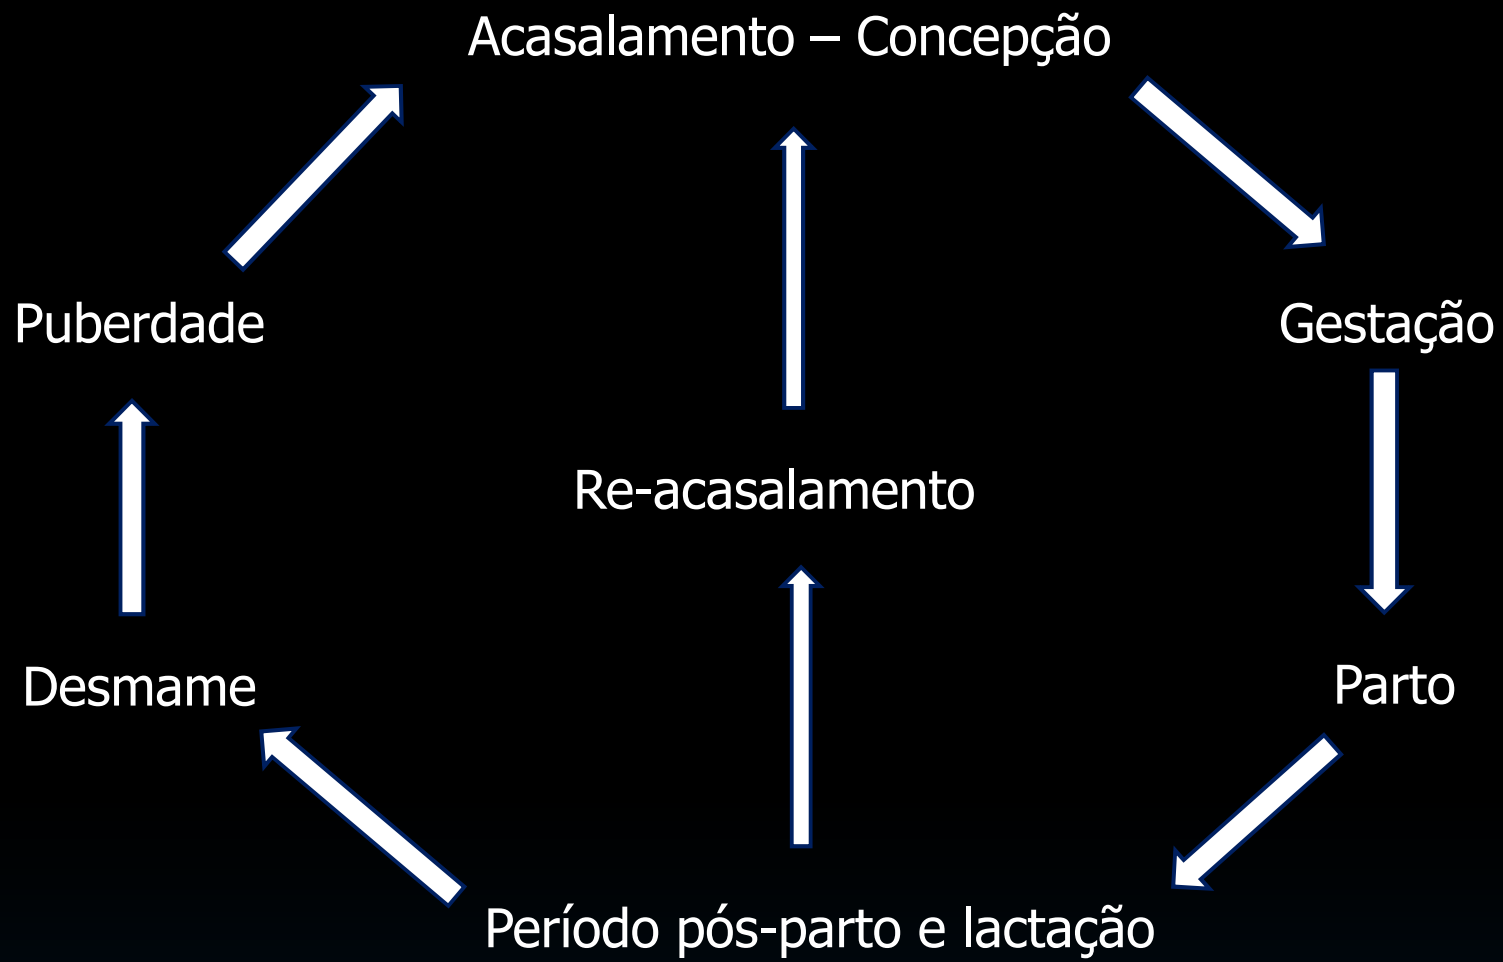 Acasalamento – Concepção
Puberdade
Gestação
Re-acasalamento
Desmame
Parto
Período pós-parto e lactação